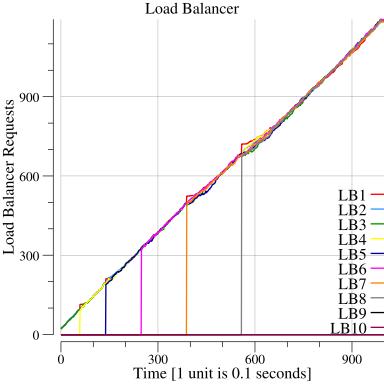 Load Balancer
Load Balancer Requests
900
600
300
0
LB1
LB2
LB3
LB4
LB5
LB6
LB7
LB8
LB9
LB10
0
300
600
900
Time [1 unit is 0.1 seconds]